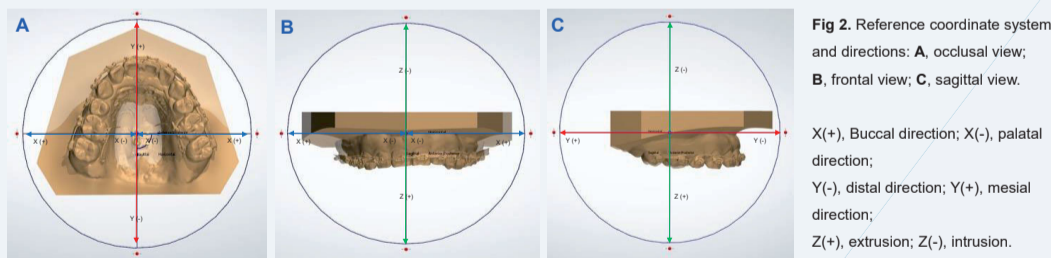 A
Y (+)
X (+)
X (-)
X (-)
X (+)
Y (-)
B
Z (-)
X (+)
X (-)
X (-)
X (+)
Z (+)
C
Z (-)
Y (+)
Y (-)
Z (+)
Fig 2. Reference coordinate system
and directions: A, occlusal view;
B, frontal view; C, sagittal view.
X(+), Buccal direction; X(-), palatal
direction;
Y(-), distal direction; Y(+), mesial
direction;
Z(+), extrusion; Z(-), intrusion.